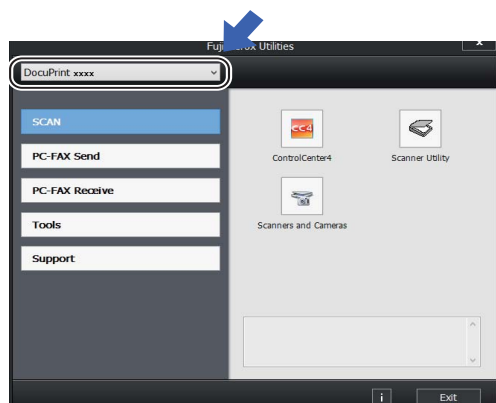 Fuji Xerox Utilities
x
DocuPrint xxxx
SCAN
PC-FAX Send
PC-FAX Receive
Tools
Support
CC4
ControlCenter4
Scanner Utility
Scanners and Cameras
i
Exit